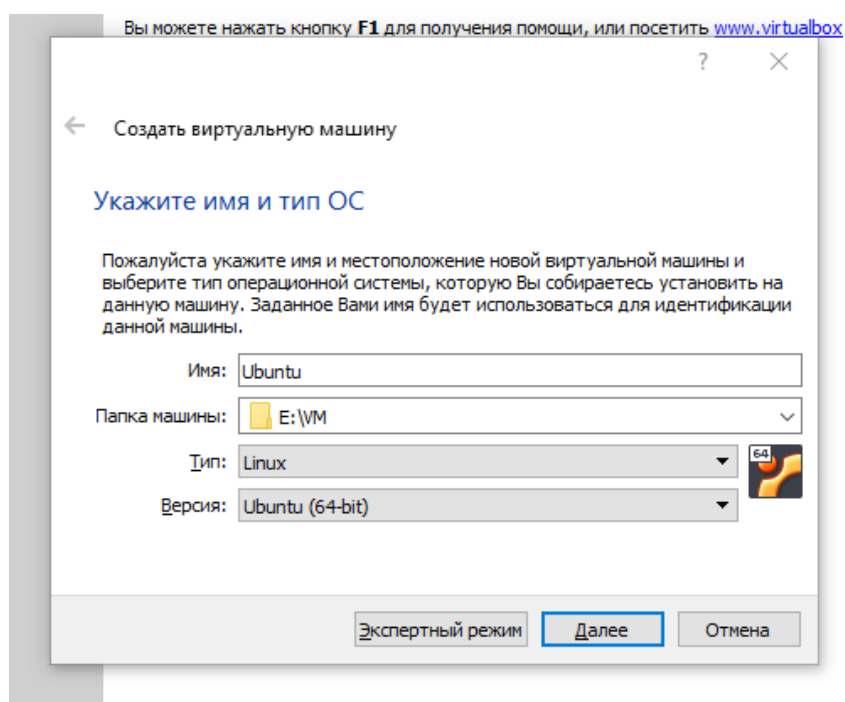 Вы можете нажать кнопку F1 для получения помощи, или посетить www.virtualbox
?
Создать виртуальную машину
Укажите имя и тип ОС
Пожалуйста укажите имя и местоположение новой виртуальной машины и
выберите тип операционной системы, которую Вы собираетесь установить на
данную машину. Заданное Вами имя будет использоваться для идентификации
данной машины.
Имя: Ubuntu
Папка машины: E:\VM
Тип: Linux
64
Версия: Ubuntu (64-bit)
Экспертный режим Далее Отмена